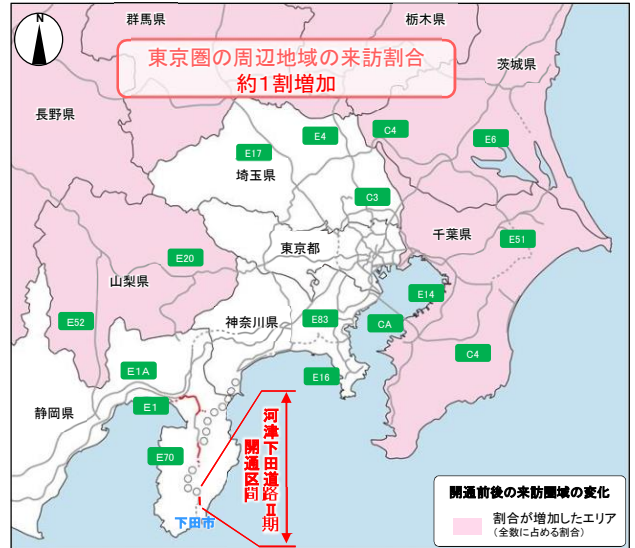 群馬県
栃木県
N
東京圏の周辺地域の来訪割合
約1割増加
茨城県
長野県
E4
C4
E6
E17
埼玉県
C3
千葉県
E51
東京都
E20
山梨県
E14
E52
神奈川県
E83
CA
C4
E1A
E16
静岡県
E1
河津下田道路Ⅱ期
開通区間
E70
下田市
開通前後の来訪圏域の変化
割合が増加したエリア
（全数に占める割合）